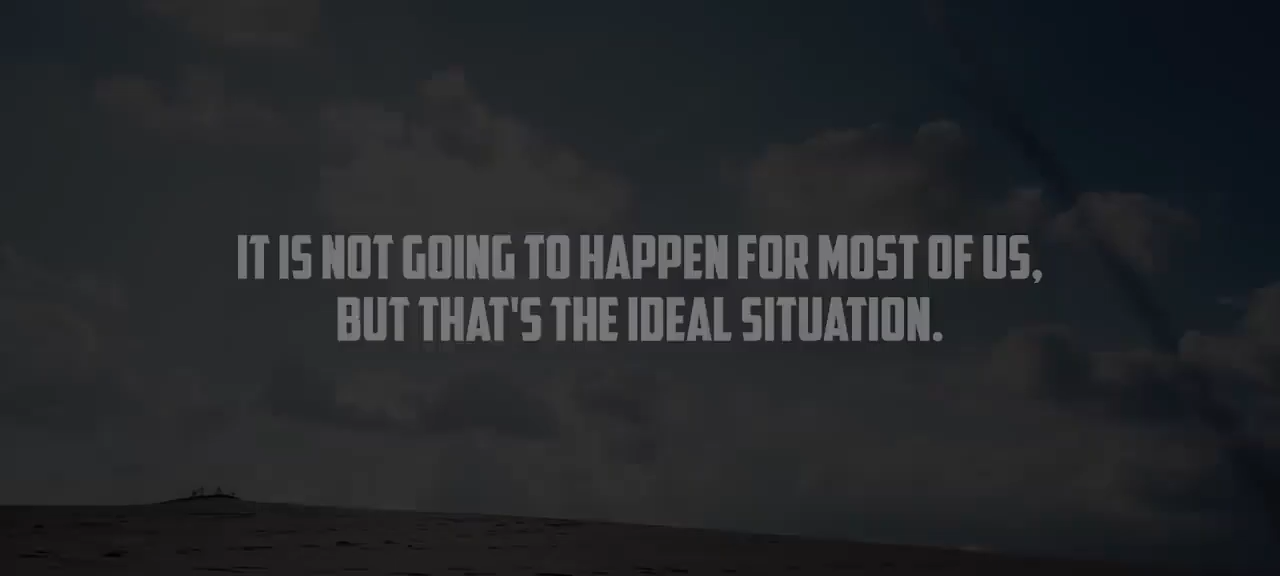 IT IS NOT GOING TO HAPPEN FOR MOST OF US,
BUT THAT'S THE IDEAL SITUATION.